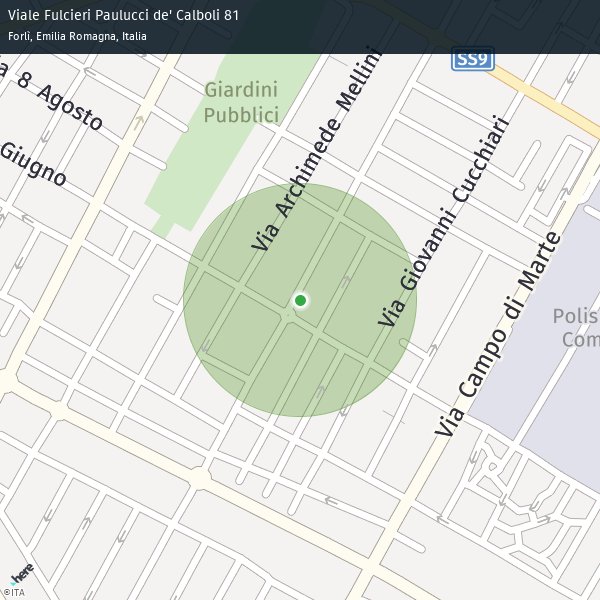 Viale Fulcieri Paulucci de' Calboli 81
Forlì, Emilia Romagna, Italia
SS9
a 8 Agosto
Giardini
Pubblici
Via Archimede Mellini
Giugno
Via Giovanni Cucchiari
Via Campo di Marte
Polis
Com
here
©ITA